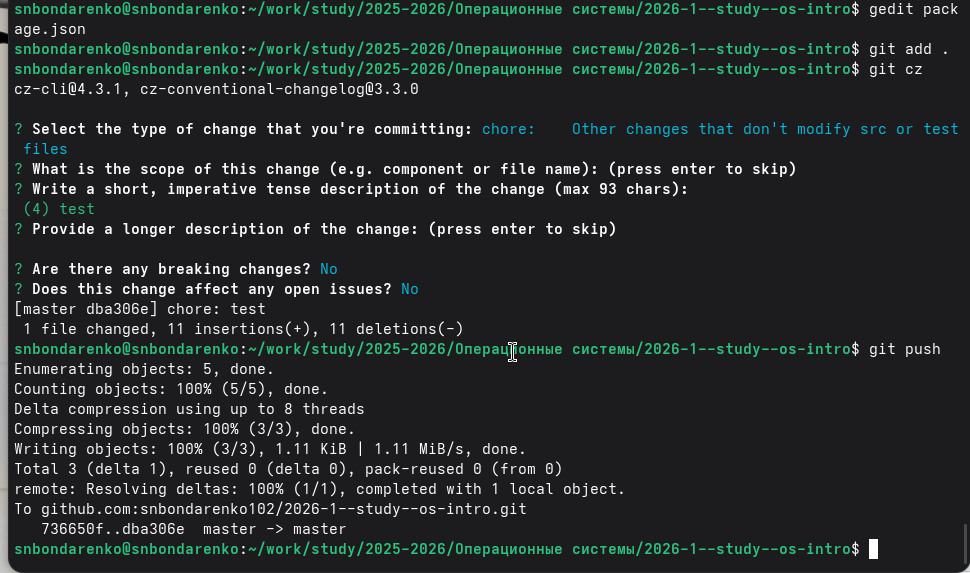 snbondarenko@snbondarenko:~/work/study/2025-2026/Операционные системы/2026-1--study--os-intro$ gedit pack
age.json
snbondarenko@snbondarenko:~/work/study/2025-2026/Операционные системы/2026-1--study--os-intro$ git add .
snbondarenko@snbondarenko:~/work/study/2025-2026/Операционные системы/2026-1--study--os-intro$ git cz
cz-cli@4.3.1, cz-conventional-changelog@3.3.0
? Select the type of change that you're committing: chore:    Other changes that don't modify src or test
files
? What is the scope of this change (e.g. component or file name): (press enter to skip)
? Write a short, imperative tense description of the change (max 93 chars):
(4) test
? Provide a longer description of the change: (press enter to skip)
? Are there any breaking changes? No
? Does this change affect any open issues? No
[master dba306e] chore: test
1 file changed, 11 insertions(+), 11 deletions(-)
snbondarenko@snbondarenko:~/work/study/2025-2026/Операционные системы/2026-1--study--os-intro$ git push
Enumerating objects: 5, done.
Counting objects: 100% (5/5), done.
Delta compression using up to 8 threads
Compressing objects: 100% (3/3), done.
Writing objects: 100% (3/3), 1.11 KiB | 1.11 MiB/s, done.
Total 3 (delta 1), reused 0 (delta 0), pack-reused 0 (from 0)
remote: Resolving deltas: 100% (1/1), completed with 1 local object.
To github.com:snbondarenko102/2026-1--study--os-intro.git
   736650f..dba306e  master -> master
snbondarenko@snbondarenko:~/work/study/2025-2026/Операционные системы/2026-1--study--os-intro$